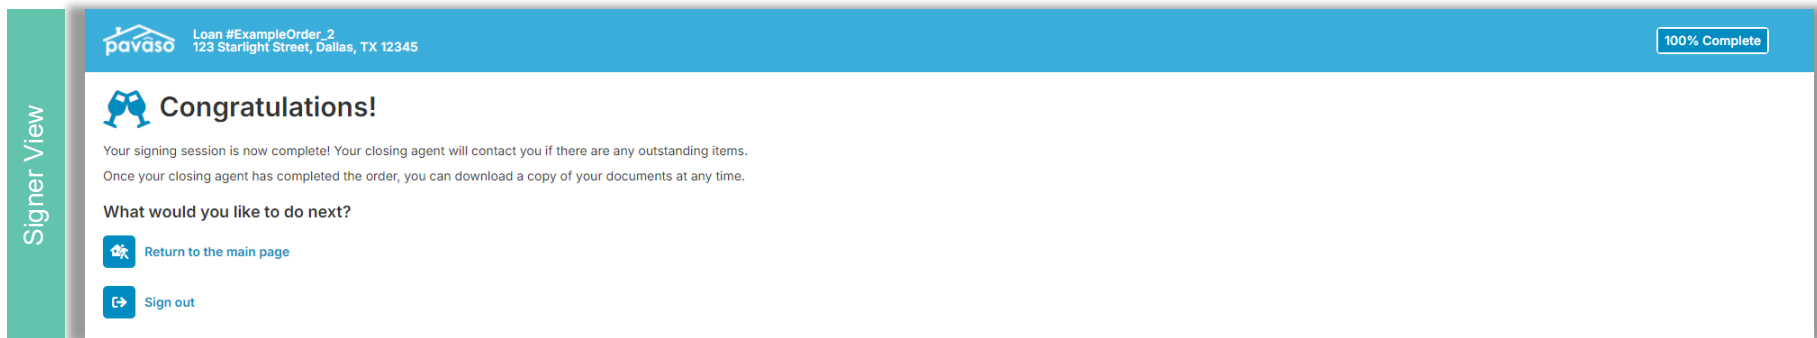 Signer View
pavaso
Loan #ExampleOrder_2
123 Starlight Street, Dallas, TX 12345
100% Complete
Congratulations!
Your signing session is now complete! Your closing agent will contact you if there are any outstanding items.
Once your closing agent has completed the order, you can download a copy of your documents at any time.
What would you like to do next?
Return to the main page
Sign out